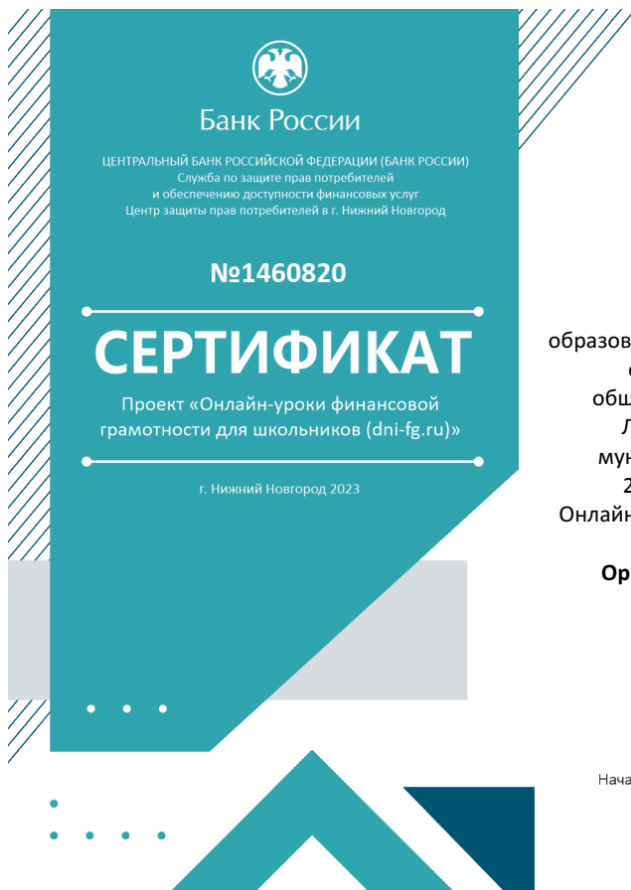 Банк России
ЦЕНТРАЛЬНЫЙ БАНК РОССИЙСКОЙ ФЕДЕРАЦИИ (БАНК РОССИИ)
Служба по защите прав потребителей
и обеспечению доступности финансовых услуг
Центр защиты прав потребителей в г. Нижний Новгород
№1460820
СЕРТИФИКАТ
Проект «Онлайн-уроки финансовой
грамотности для школьников (dni-fg.ru)»
г. Нижний Новгород 2023
образов
общ
Л
мун
2
Онлайн
Ор
Нача